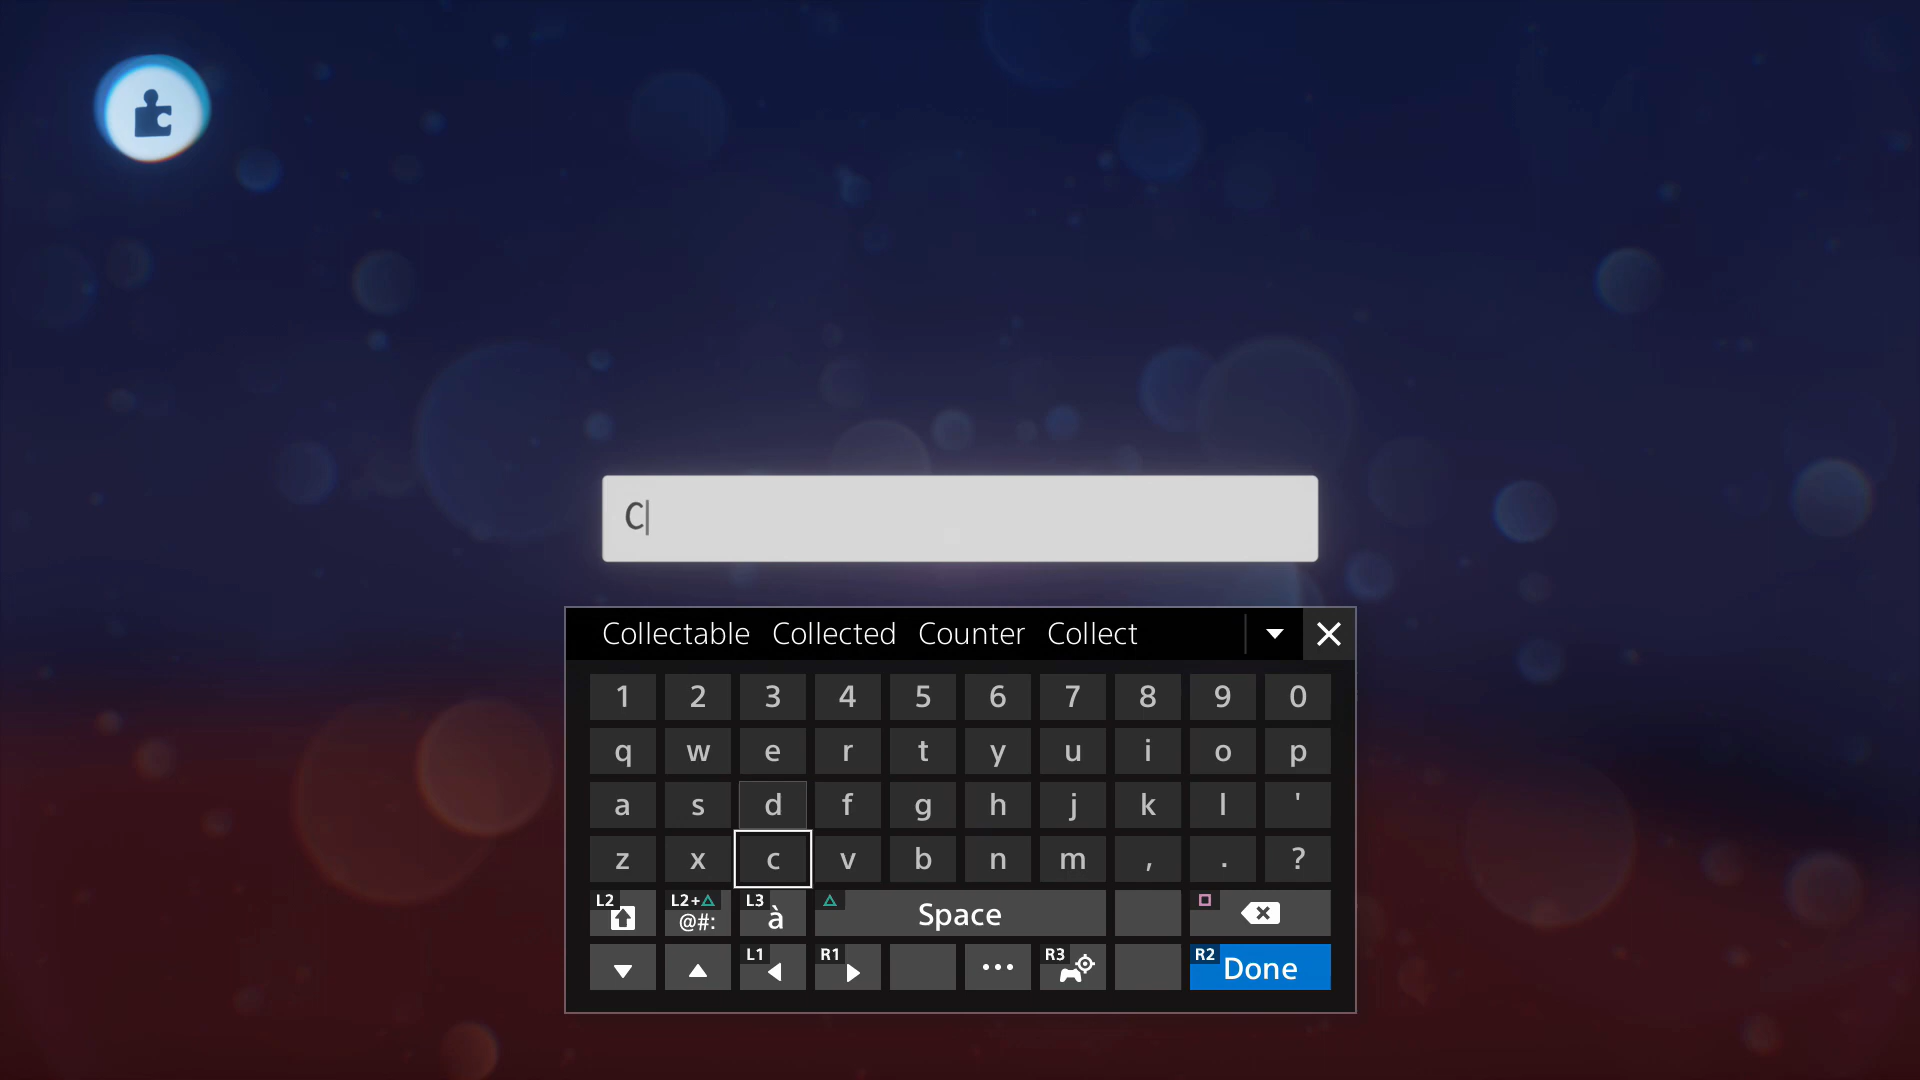 C
Collectable Collected Counter Collect
1 2 3 4 5 6 7 8 9 0
q w e r t y u i o p
a s d f g h j k l '
z x c v b n m , . ?
L2 L2+△ @#: L3 à △ Space □
L1 R1 ... R3 R2 Done